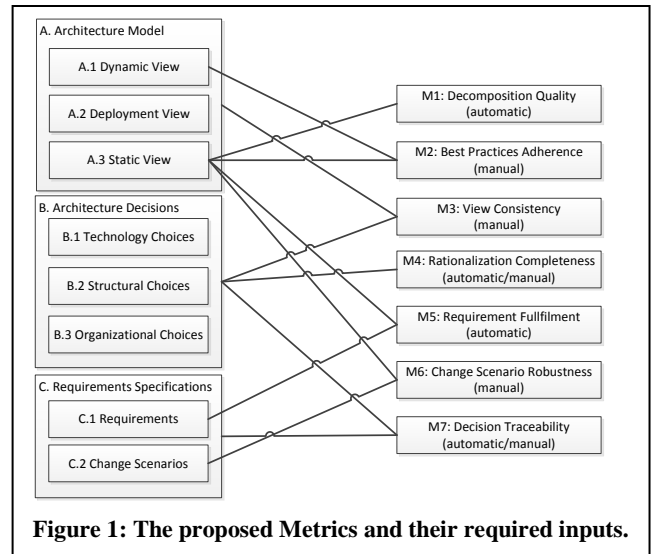 A. Architecture Model
A.1 Dynamic View
A.2 Deployment View
A.3 Static View
B. Architecture Decisions
B.1 Technology Choices
B.2 Structural Choices
B.3 Organizational Choices
C. Requirements Specifications
C.1 Requirements
C.2 Change Scenarios
M1: Decomposition Quality
(automatic)
M2: Best Practices Adherence
(manual)
M3: View Consistency
(manual)
M4: Rationalization Completeness
(automatic/manual)
M5: Requirement Fullfilment
(automatic)
M6: Change Scenario Robustness
(manual)
M7: Decision Traceability
(automatic/manual)
Figure 1: The proposed Metrics and their required inputs.